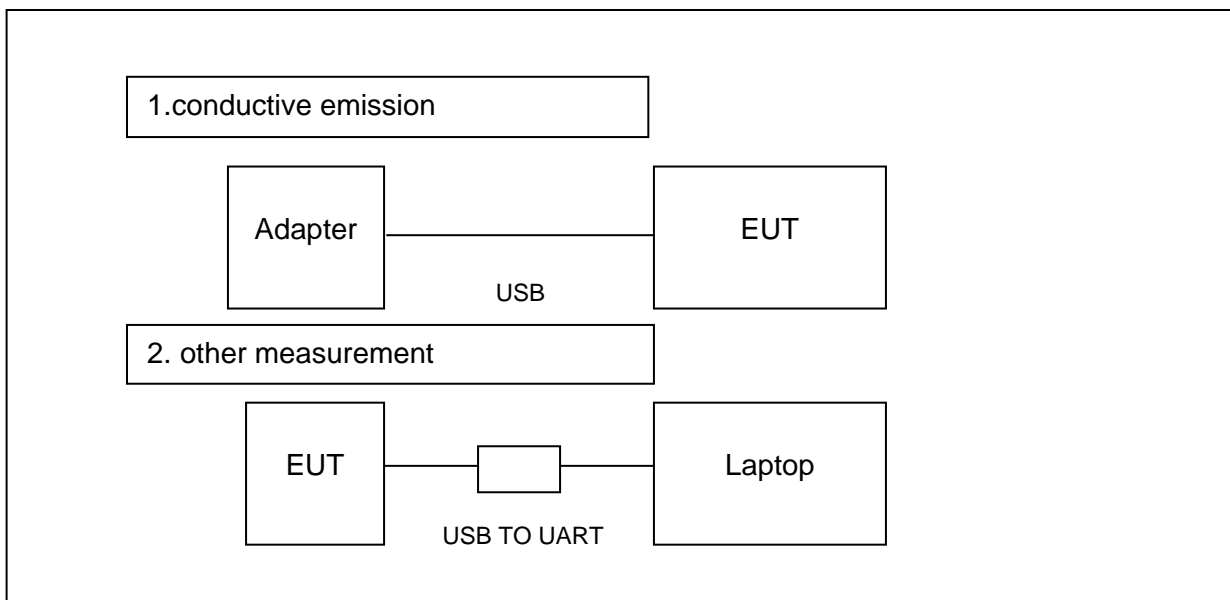 1.conductive emission
Adapter
EUT
USB
2. other measurement
EUT
Laptop
USB TO UART